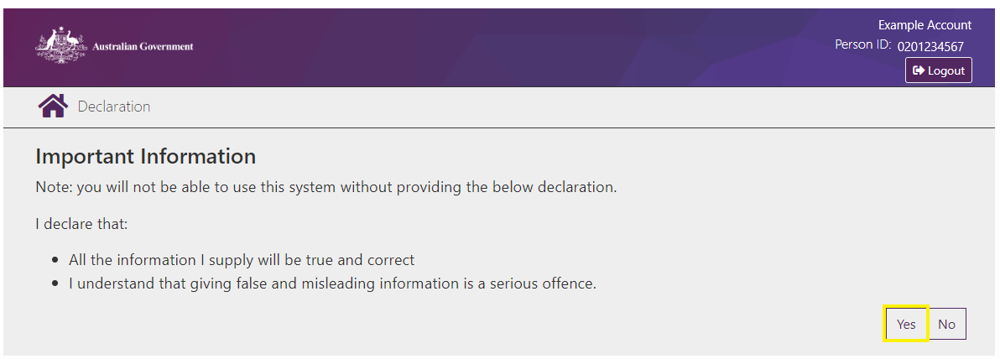 Australian Government
Example Account
Person ID: 0201234567
Logout
Declaration
Important Information
Note: you will not be able to use this system without providing the below declaration.
I declare that:
• All the information I supply will be true and correct
• I understand that giving false and misleading information is a serious offence.
Yes No